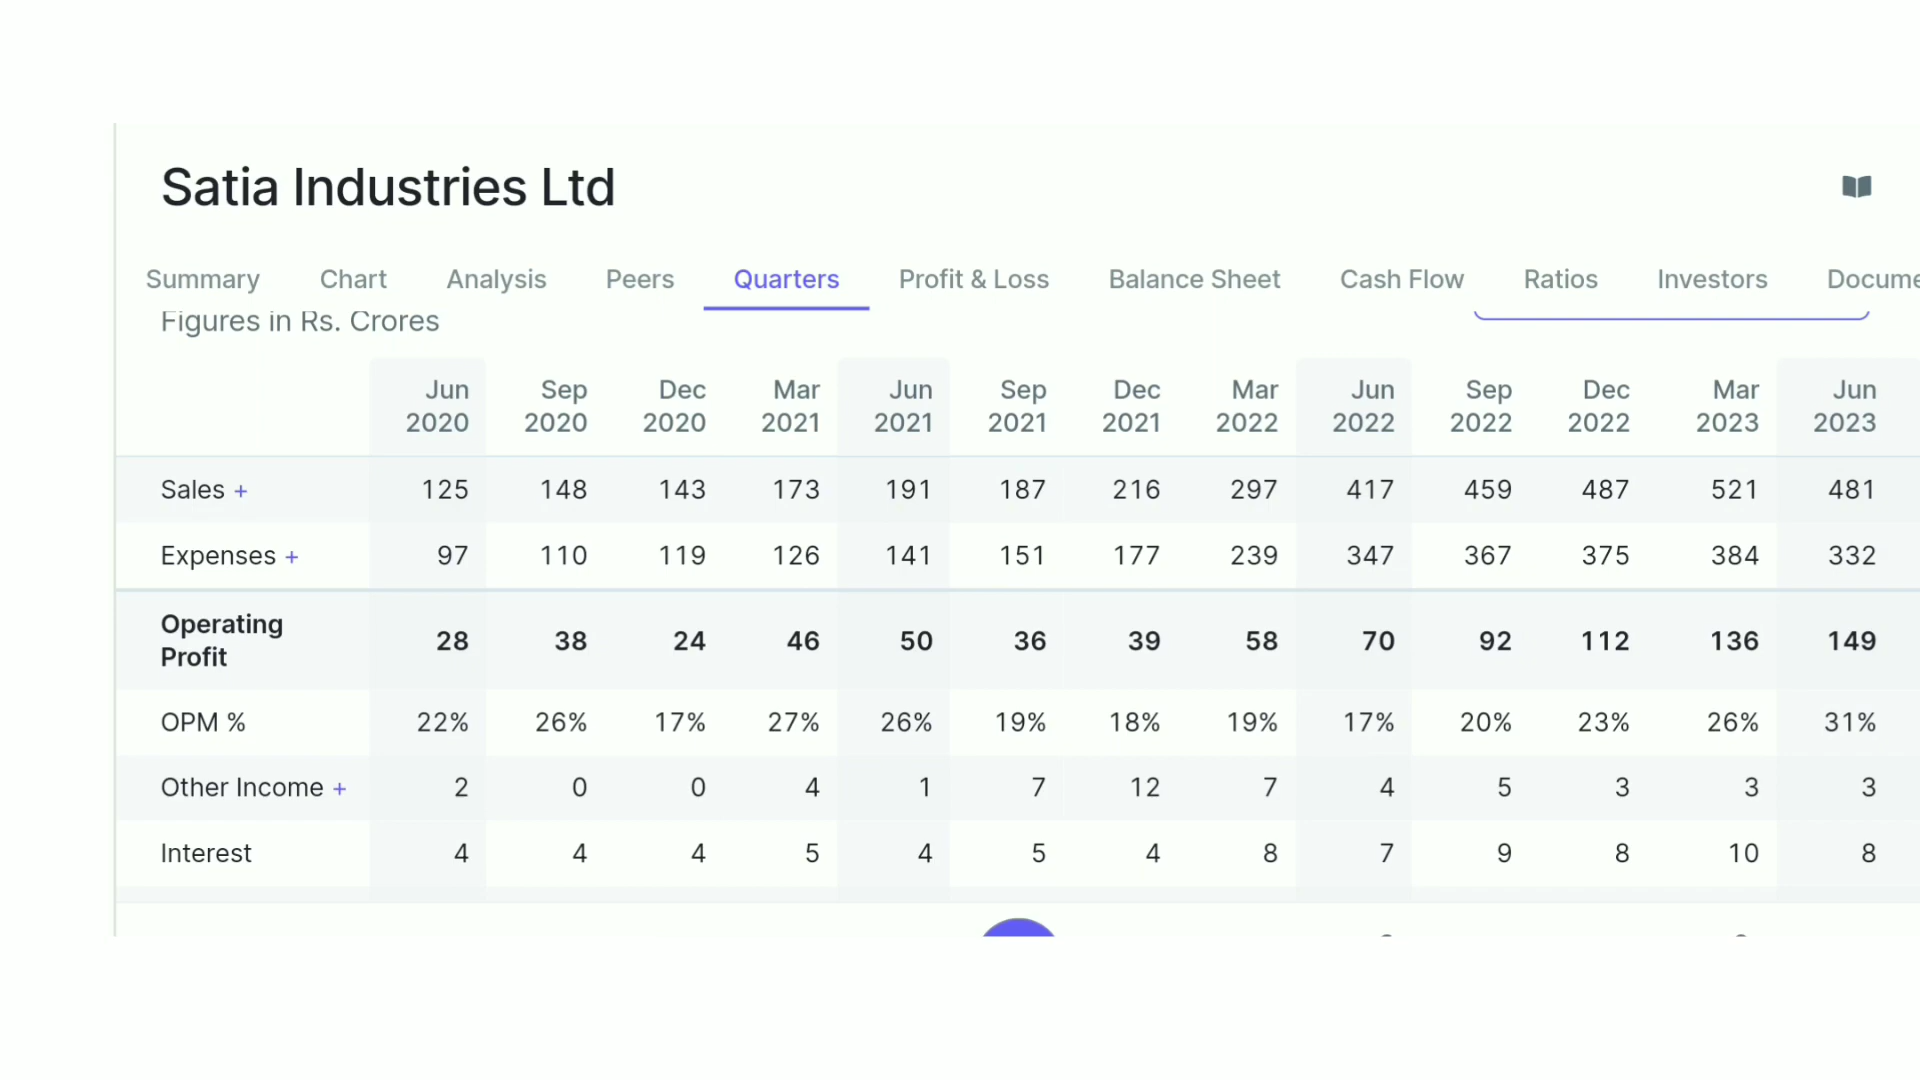 Satia Industries Ltd
Summary Chart Analysis Peers Quarters Profit & Loss Balance Sheet Cash Flow Ratios Investors Docume
Figures in Rs. Crores
Jun 2020 Sep 2020 Dec 2020 Mar 2021 Jun 2021 Sep 2021 Dec 2021 Mar 2022 Jun 2022 Sep 2022 Dec 2022 Mar 2023 Jun 2023
Sales + 125 148 143 173 191 187 216 297 417 459 487 521 481
Expenses + 97 110 119 126 141 151 177 239 347 367 375 384 332
Operating Profit 28 38 24 46 50 36 39 58 70 92 112 136 149
OPM % 22% 26% 17% 27% 26% 19% 18% 19% 17% 20% 23% 26% 31%
Other Income + 2 0 0 4 1 7 12 7 4 5 3 3 3
Interest 4 4 4 5 4 5 4 8 7 9 8 10 8